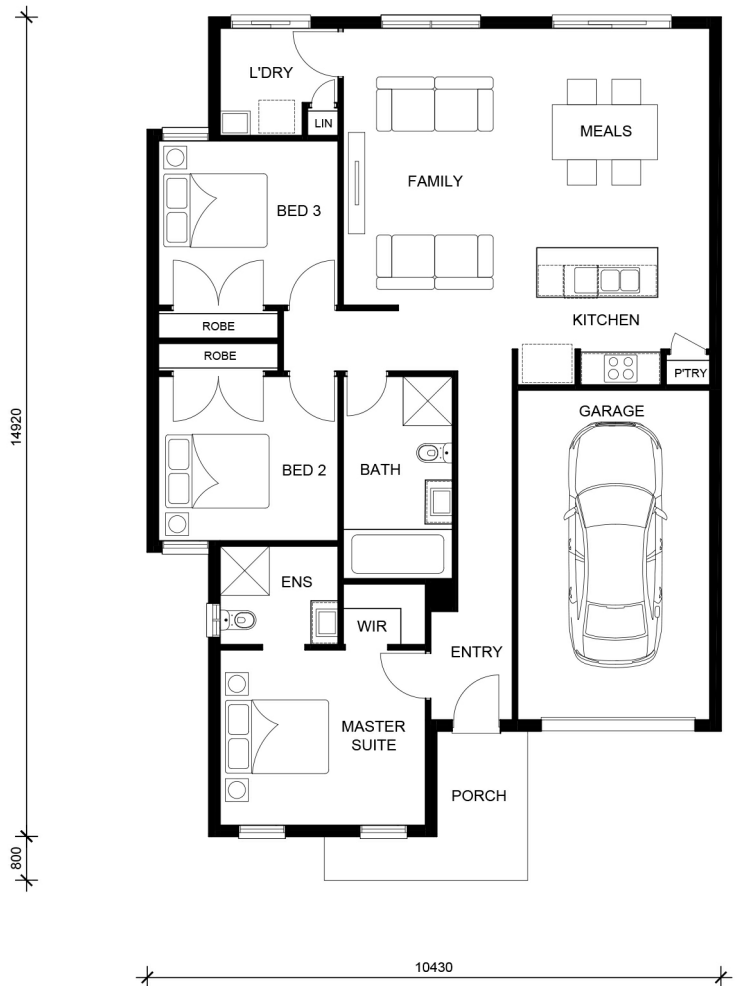 L'DRY
LIN
MEALS
FAMILY
BED 3
KITCHEN
ROBE
ROBE
P'TRY
GARAGE
14920
BED 2
BATH
ENS
WIR
ENTRY
MASTER
SUITE
PORCH
800
10430